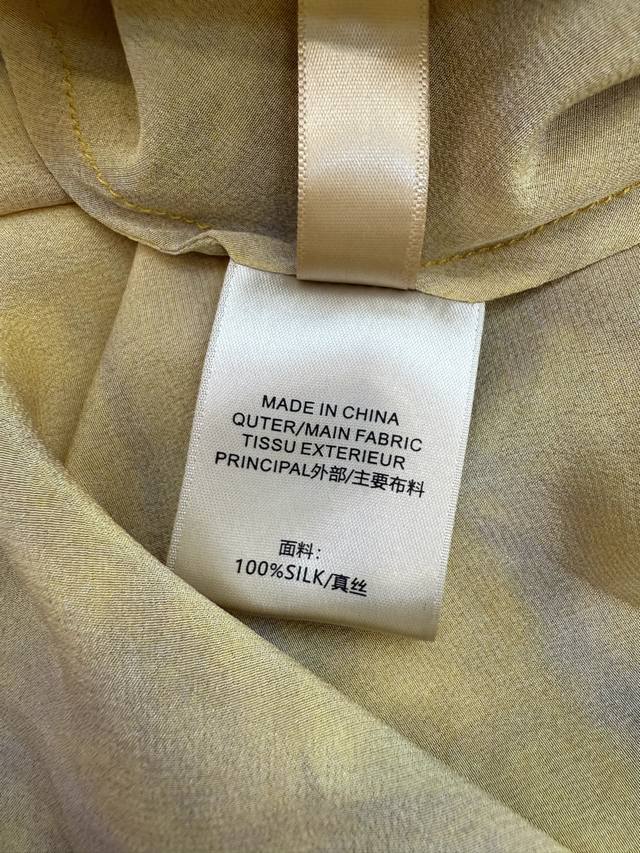 MADE IN CHINA
QUTER/MAIN FABRIC
TISSU EXTERIEUR
PRINCIPAL外部/主要布料
面料:
100%SILK/真丝